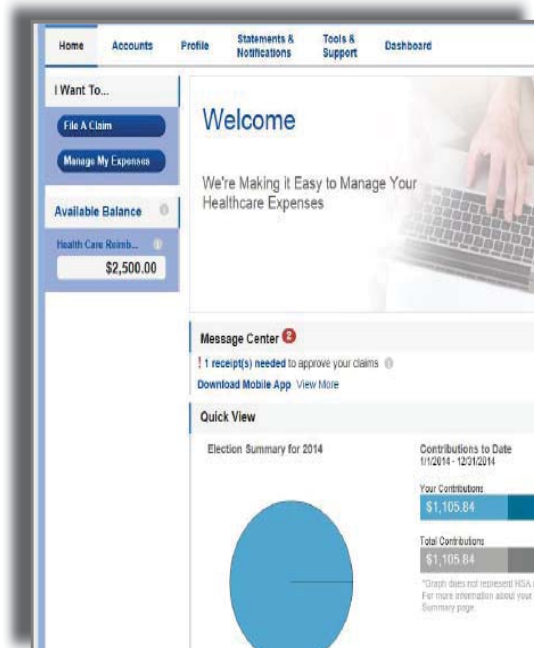 Home
Accounts
Profile
Statements &
Notifications
Tools &
Support
Dashboard
I Want To...
File A Claim
Manage My Expenses
Available Balance
Health Care Reimb...
$2,500.00
Welcome
We're Making it Easy to Manage Your
Healthcare Expenses
Message Center 2
! 1 receipt(s) needed to approve your claims
Download Mobile App View More
Quick View
Election Summary for 2014
Contributions to Date
1/1/2014 - 12/31/2014
Your Contributions
$1,105.84
Total Contributions
$1,105.84
*Graph does not represent HSA
For more information about your
Summary page.